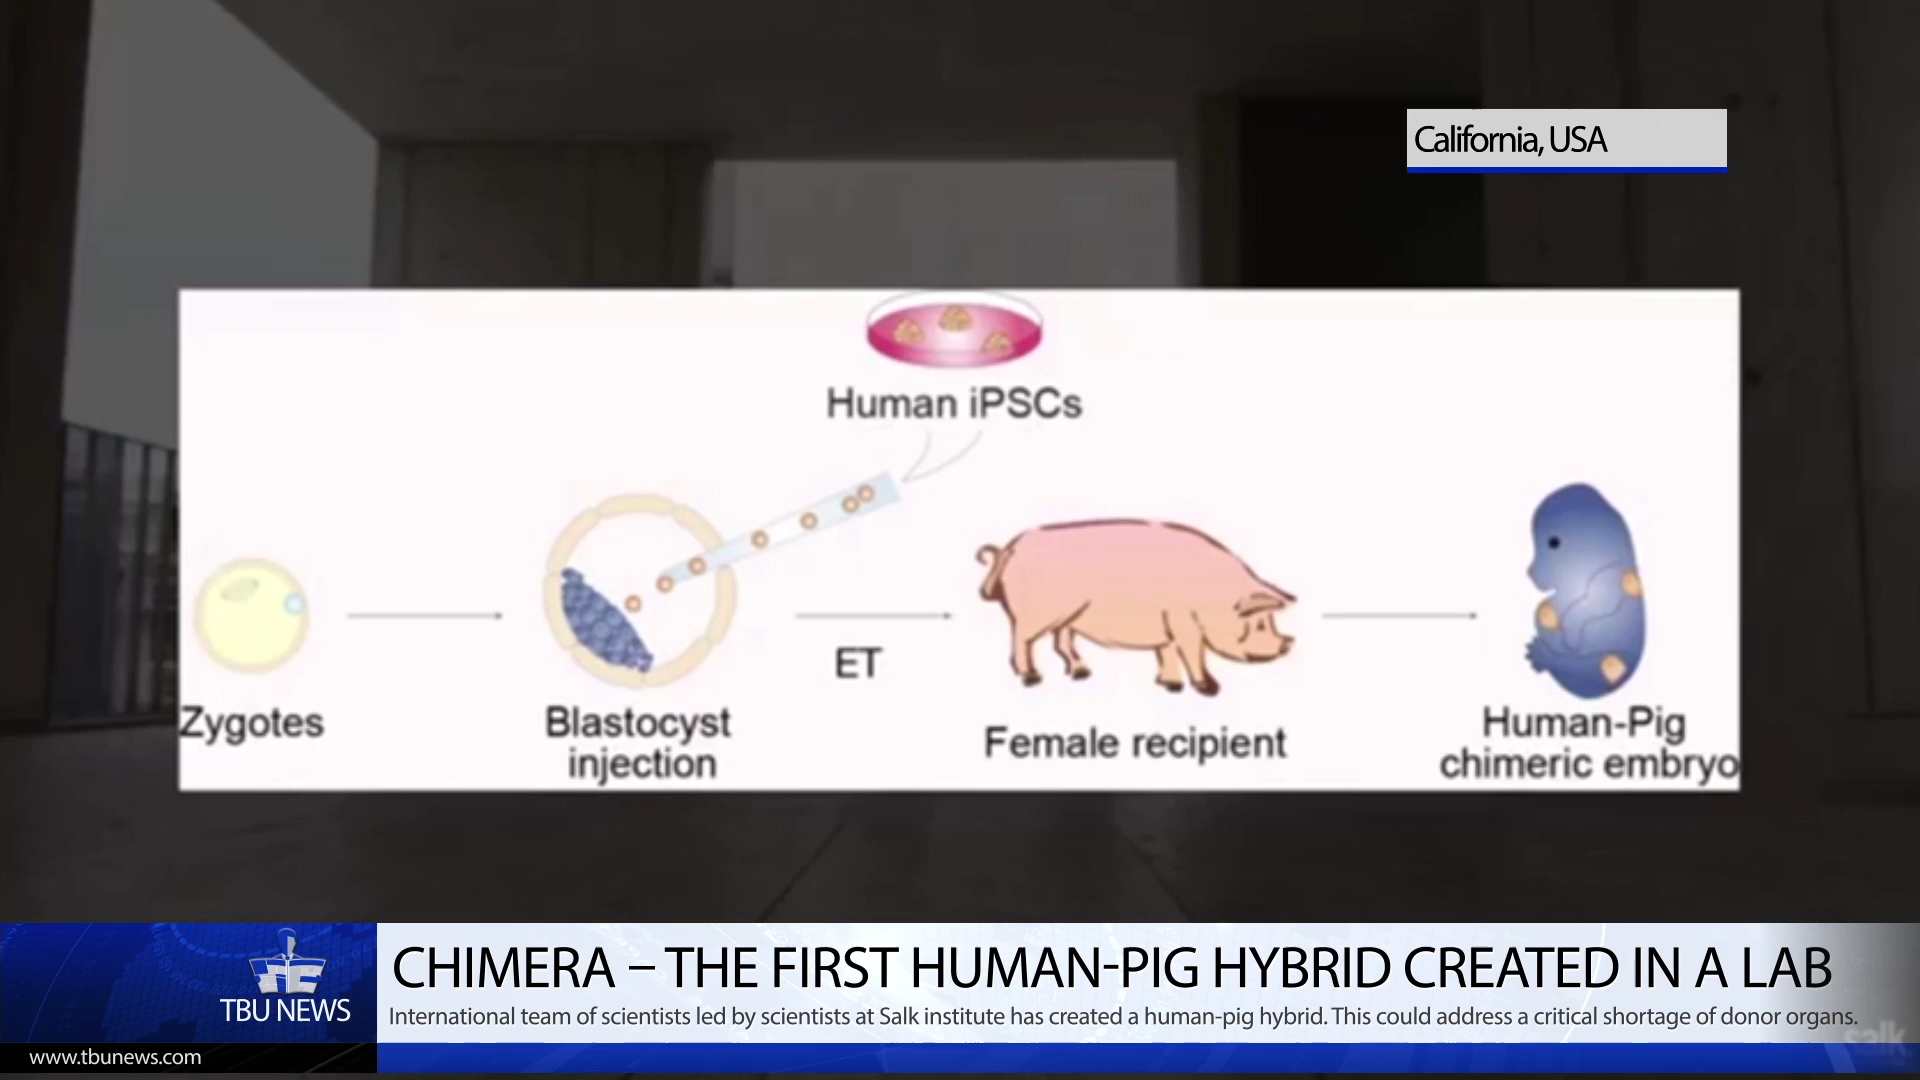 California, USA
Human iPSCs
ET
Zygotes
Blastocyst
injection
Female recipient
Human-Pig
chimeric embryo
CHIMERA – THE FIRST HUMAN-PIG HYBRID CREATED IN A LAB
TBU NEWS
International team of scientists led by scientists at Salk institute has created a human-pig hybrid. This could address a critical shortage of donor organs.
www.tbunews.com
salk